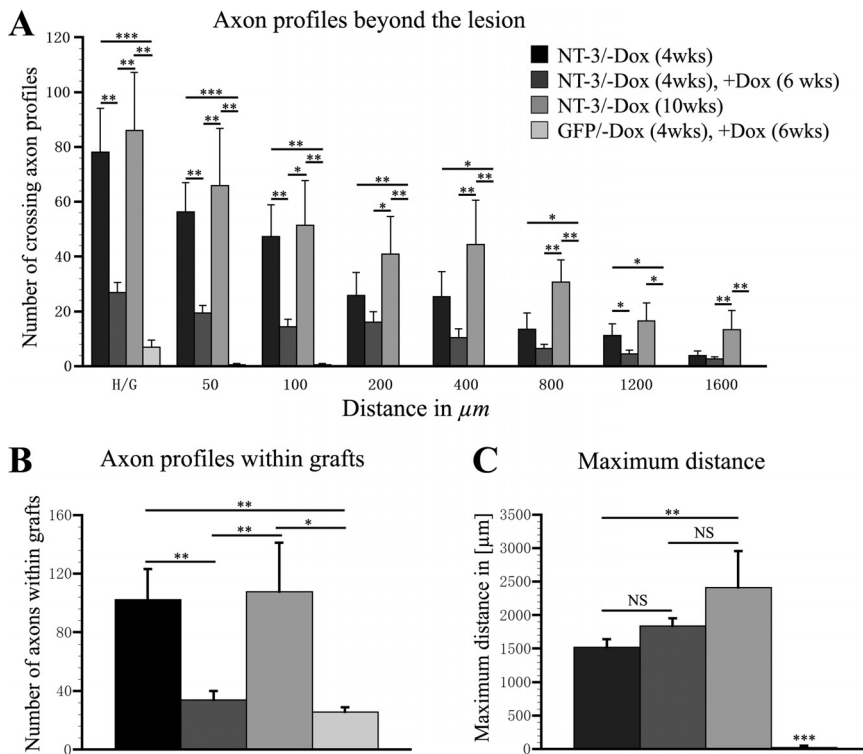 A
Axon profiles beyond the lesion
Number of crossing axon profiles
120
100
80
60
40
20
0
*** ** ** **
*** ** ** **
** ** * **
** * **
* ** **
* ** **
* * *
** **
NT-3/-Dox (4wks)
NT-3/-Dox (4wks), +Dox (6 wks)
NT-3/-Dox (10wks)
GFP/-Dox (4wks), +Dox (6wks)
H/G 50 100 200 400 800 1200 1600
Distance in µm
B
Axon profiles within grafts
Number of axons within grafts
160
120
80
40
0
**
** *
**
C
Maximum distance
Maximum distance in [µm]
3500
3000
2500
2000
1500
1000
500
0
**
NS
NS
***